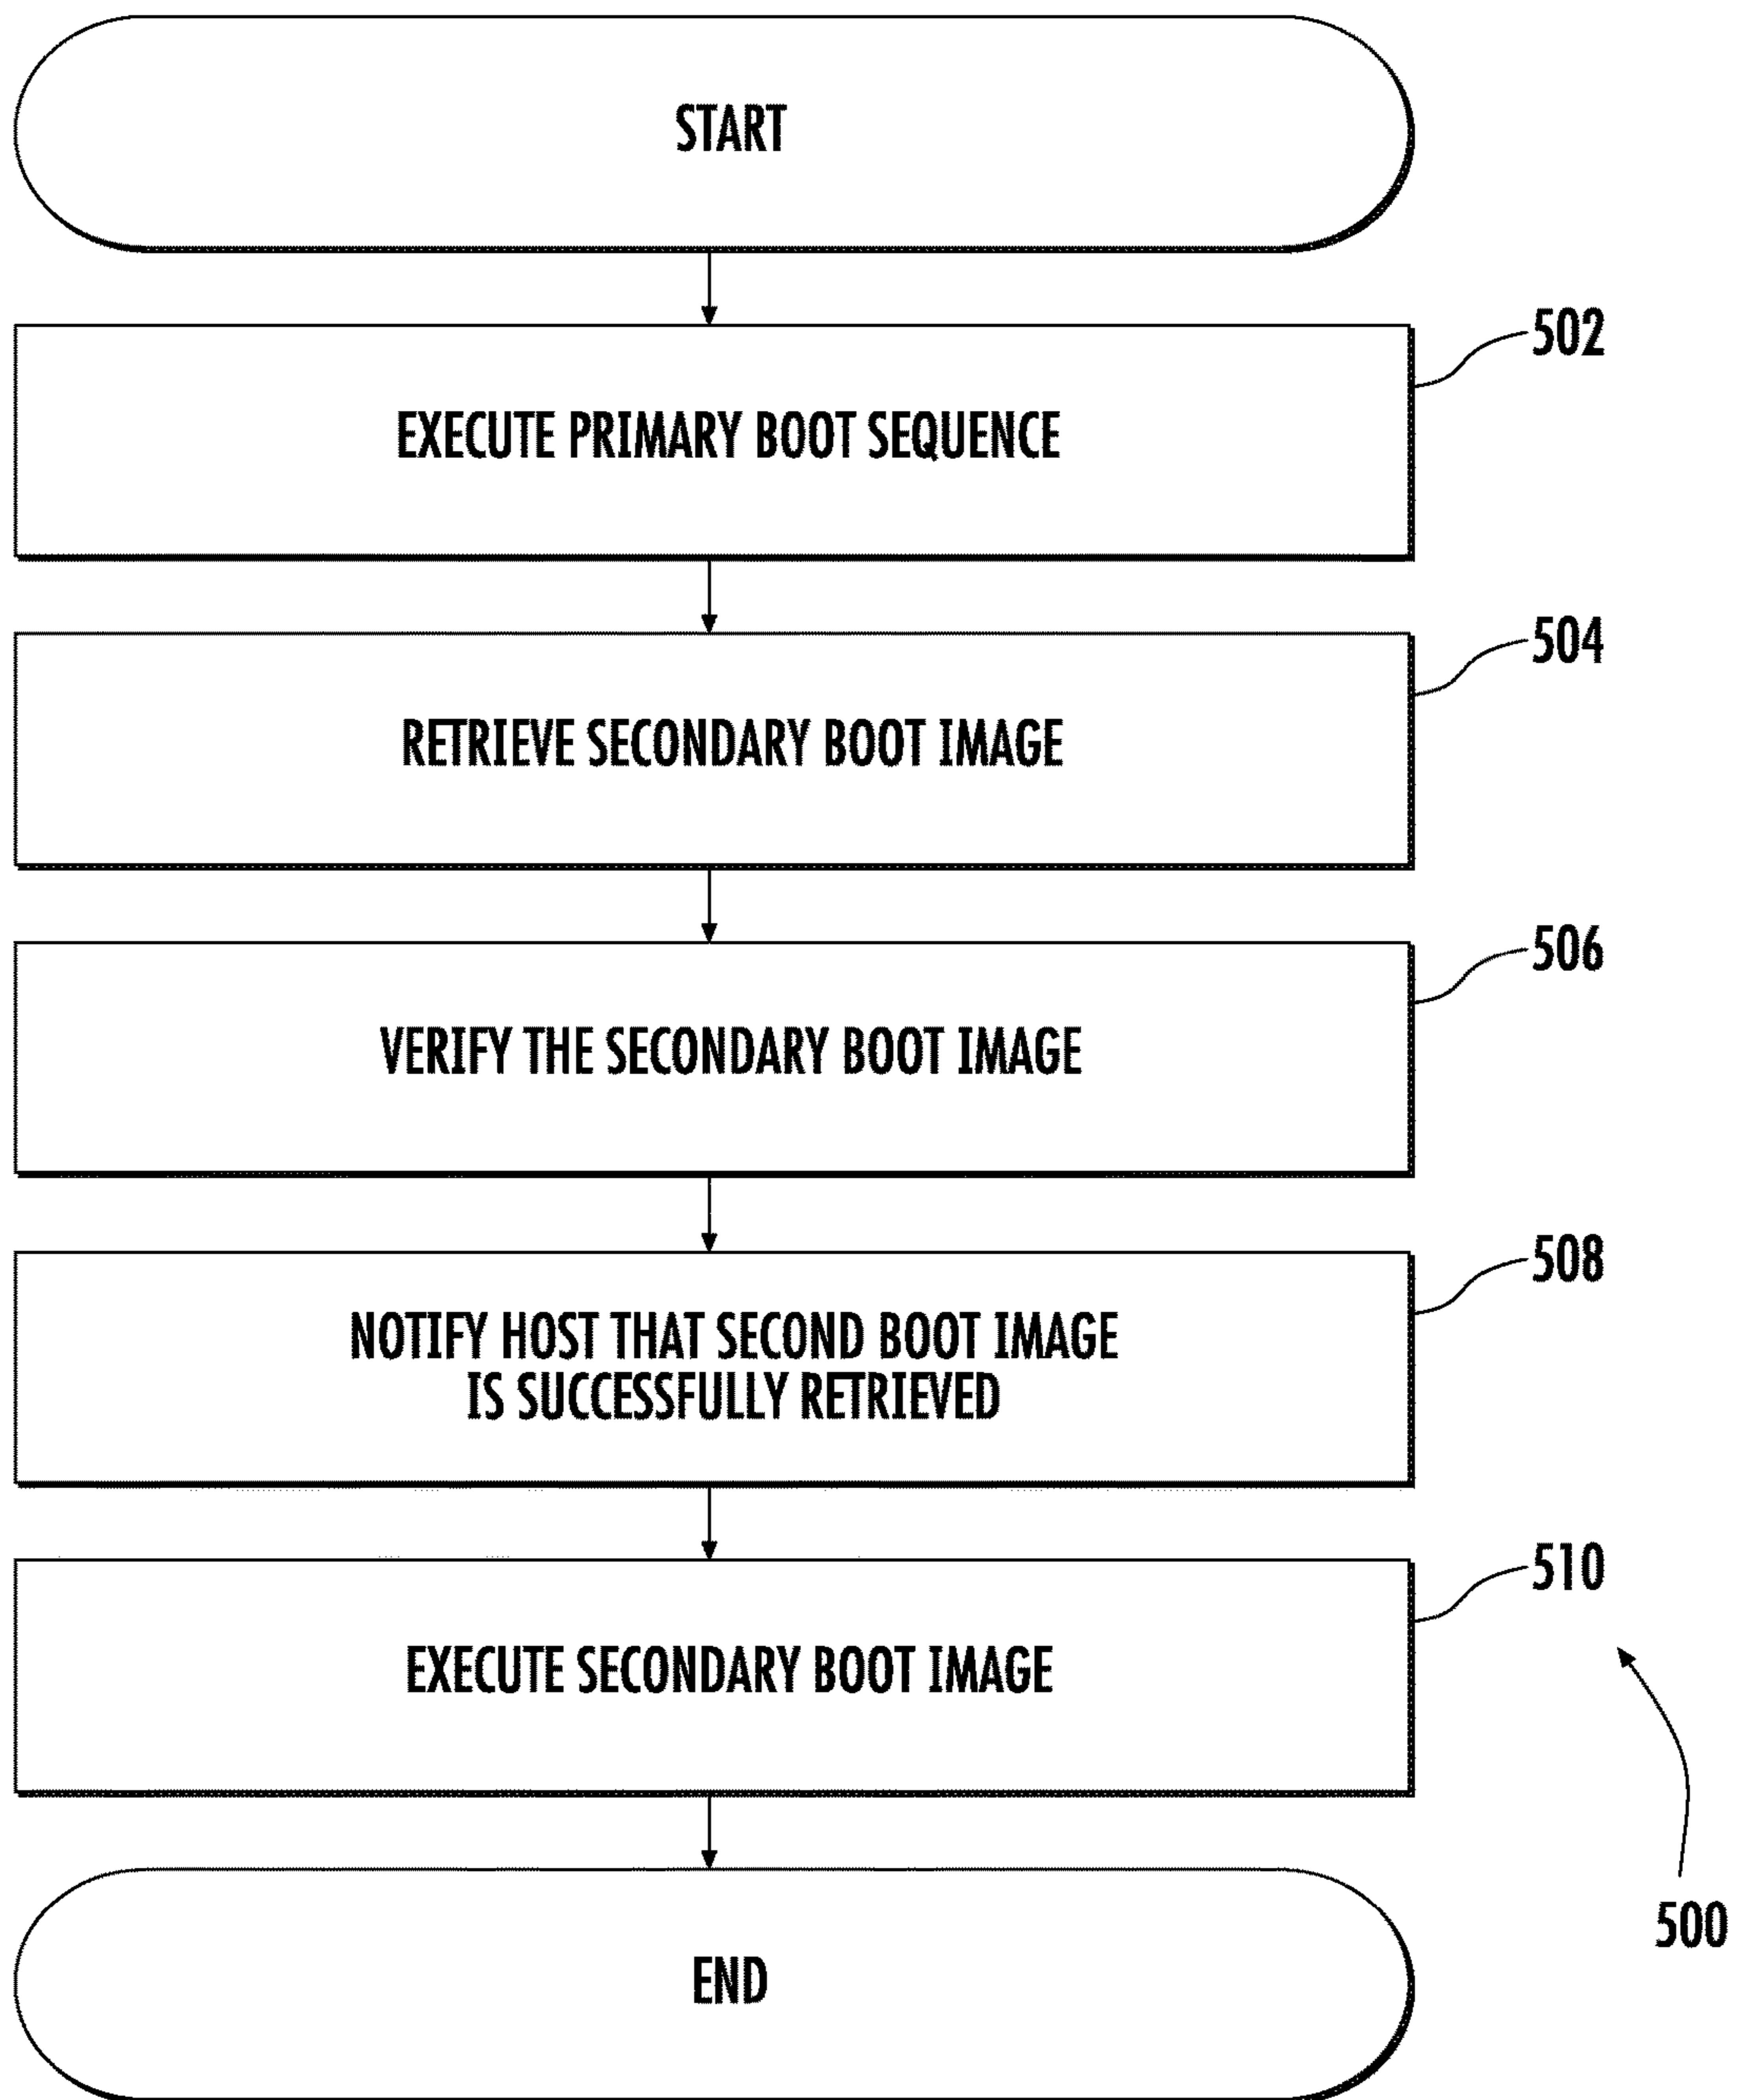 START
502
EXECUTE PRIMARY BOOT SEQUENCE
504
RETRIEVE SECONDARY BOOT IMAGE
506
VERIFY THE SECONDARY BOOT IMAGE
508
NOTIFY HOST THAT SECOND BOOT IMAGE
IS SUCCESSFULLY RETRIEVED
510
EXECUTE SECONDARY BOOT IMAGE
500
END